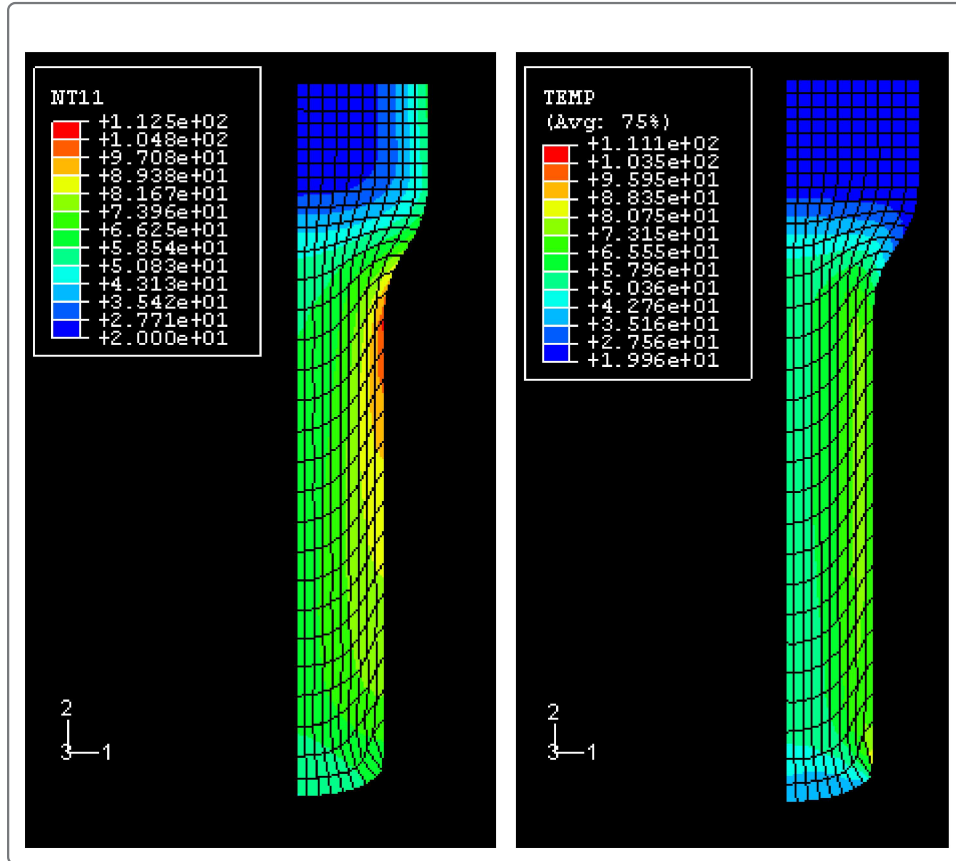 NT11
+1.125e+02
+1.048e+02
+9.708e+01
+8.938e+01
+8.167e+01
+7.396e+01
+6.625e+01
+5.854e+01
+5.083e+01
+4.313e+01
+3.542e+01
+2.771e+01
+2.000e+01
2
3 1
TEMP
(Avg: 75%)
+1.111e+02
+1.035e+02
+9.595e+01
+8.835e+01
+8.075e+01
+7.315e+01
+6.555e+01
+5.796e+01
+5.036e+01
+4.276e+01
+3.516e+01
+2.756e+01
+1.996e+01
2
3 1